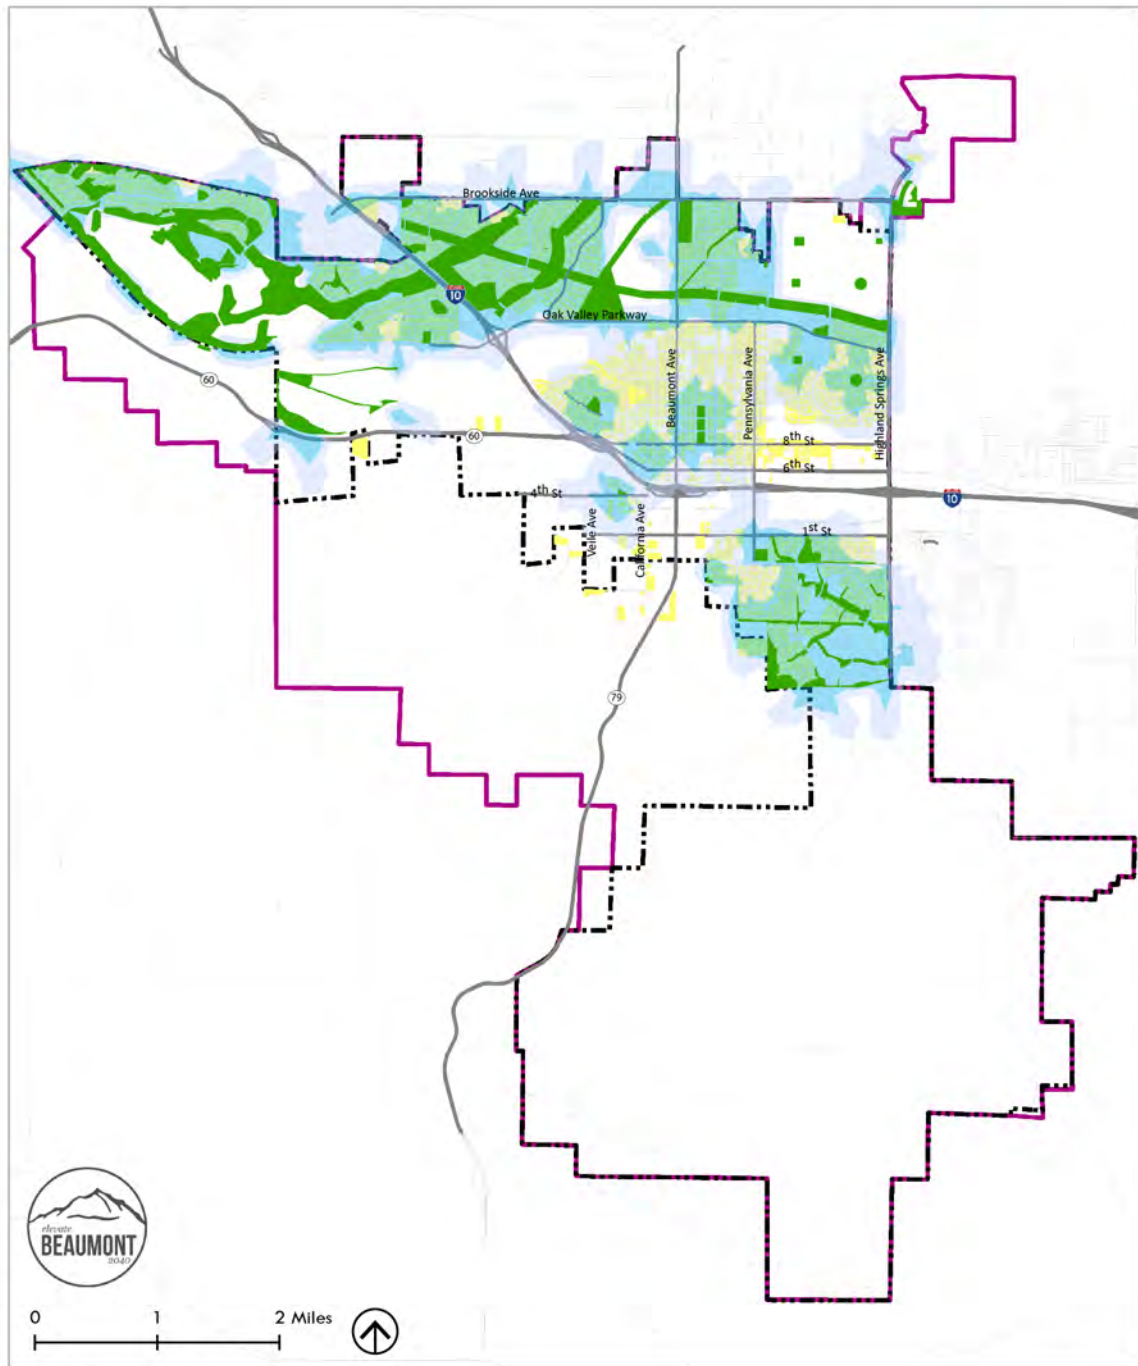 Brookside Ave
10
Oak Valley Parkway
Beaumont Ave
Pennsylvania Ave
Highland Springs Ave
60
60
8th St
6th St
4th St
10
Veile Ave
California Ave
1st St
79
elevate
BEAUMONT
2040
0 1 2 Miles